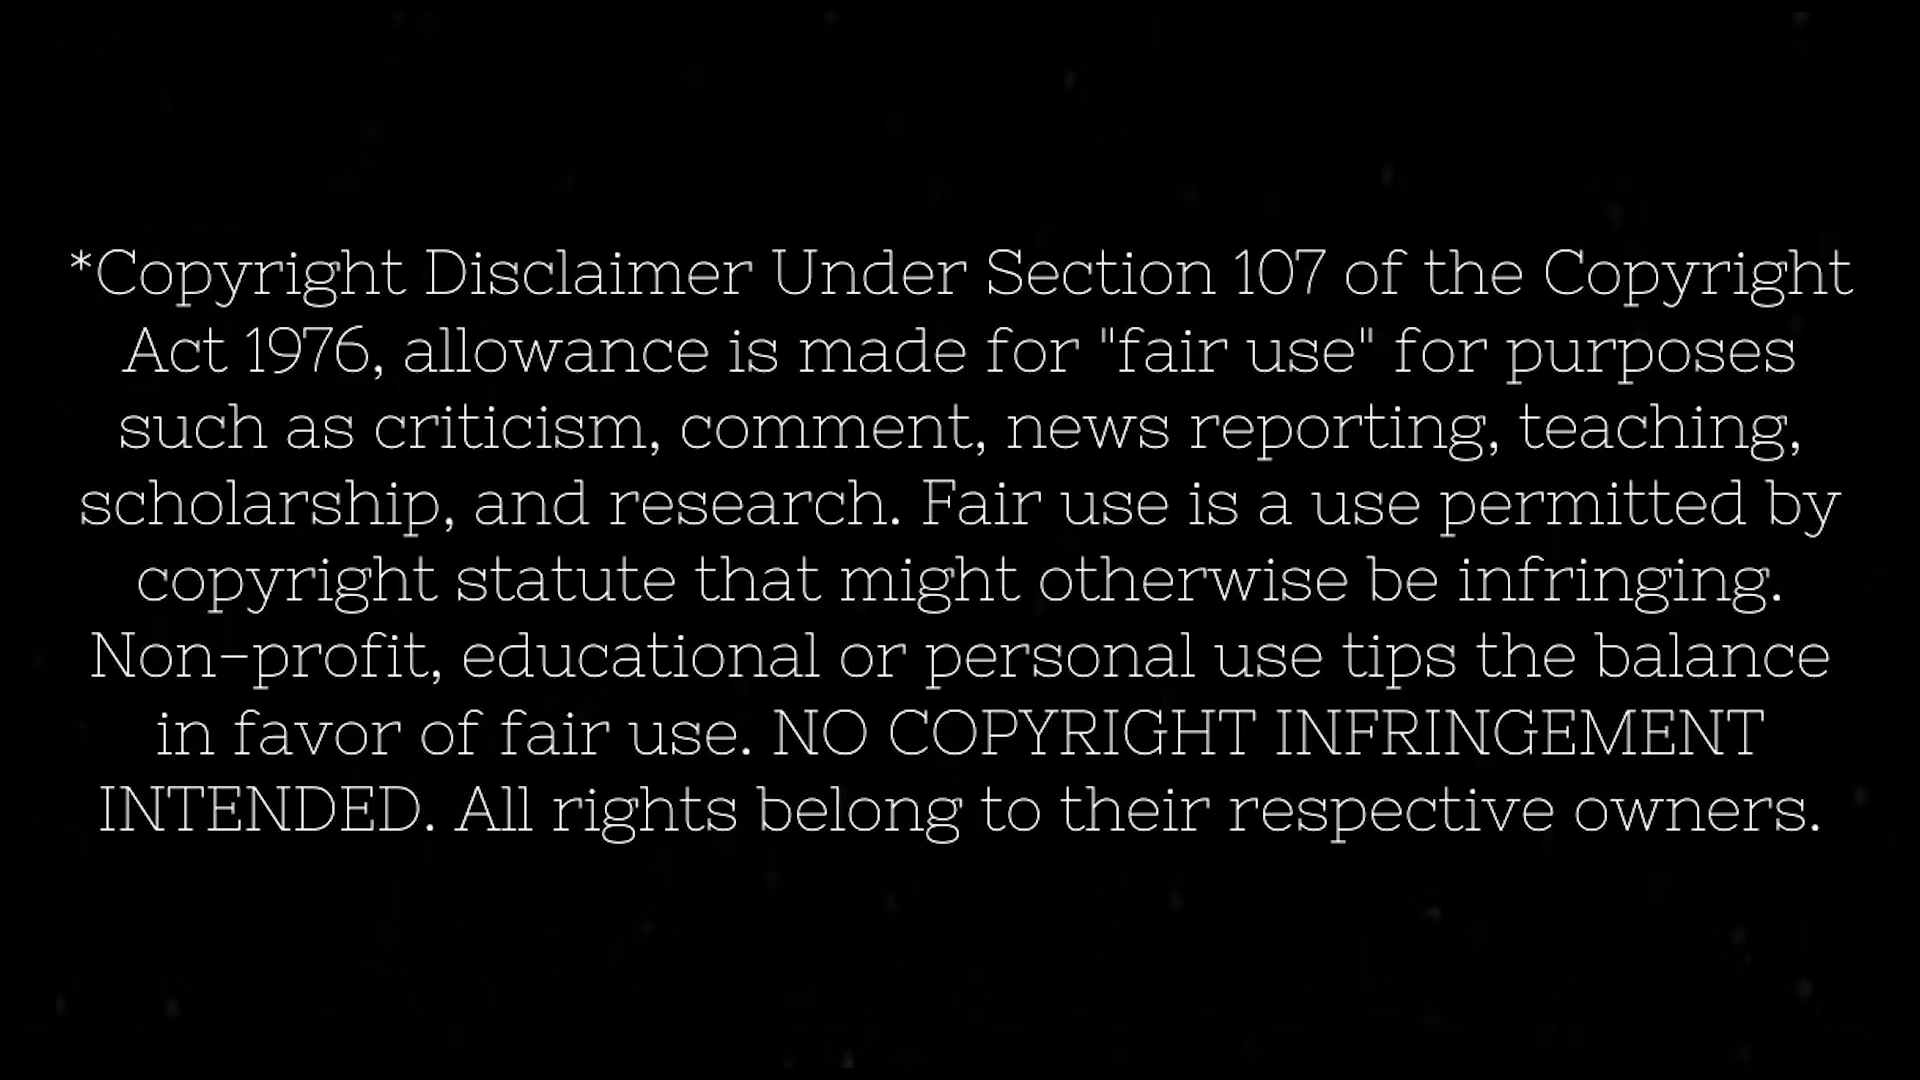 *Copyright Disclaimer Under Section 107 of the Copyright
Act 1976, allowance is made for "fair use" for purposes
such as criticism, comment, news reporting, teaching,
scholarship, and research. Fair use is a use permitted by
copyright statute that might otherwise be infringing.
Non-profit, educational or personal use tips the balance
in favor of fair use. NO COPYRIGHT INFRINGEMENT
INTENDED. All rights belong to their respective owners.